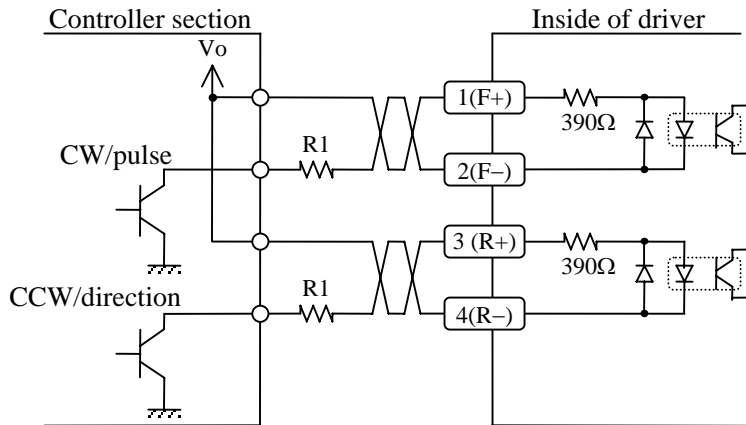 Controller section
Inside of driver
Vo
1(F+)
390Ω
CW/pulse
R1
2(F−)
3 (R+)
390Ω
CCW/direction
R1
4(R−)